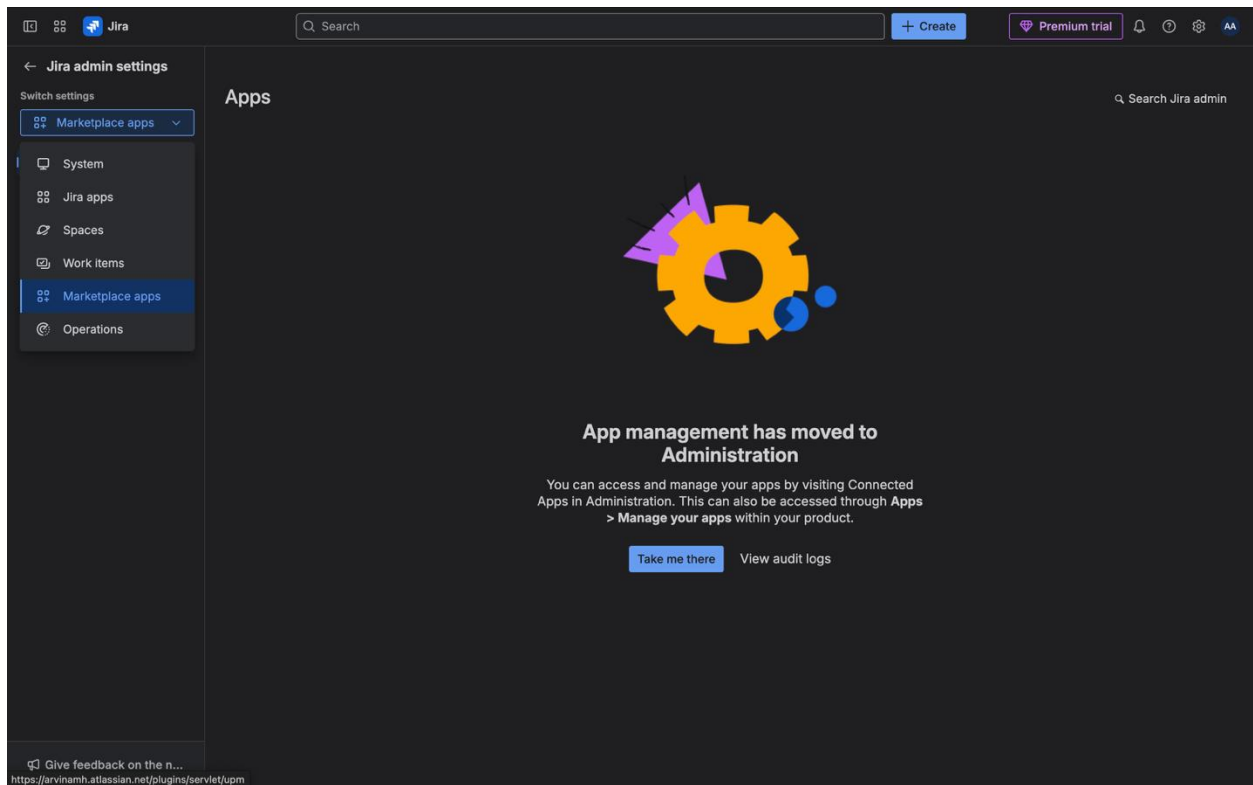 Jira
Search
+ Create
Premium trial
AA
Jira admin settings
Switch settings
Marketplace apps
System
Jira apps
Spaces
Work items
Marketplace apps
Operations
Apps
Search Jira admin
App management has moved to
Administration
You can access and manage your apps by visiting Connected
Apps in Administration. This can also be accessed through Apps
> Manage your apps within your product.
Take me there
View audit logs
Give feedback on the n...
https://arvinamh.atlassian.net/plugins/servlet/upm